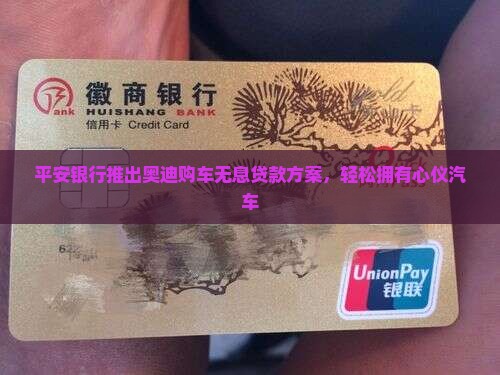 ank
徽商银行
HUISHANG BANK
信用卡 Credit Card
卡
平安银行推出奥迪购车无息贷款方案，轻松拥有心仪汽
车
UnionPay
银联